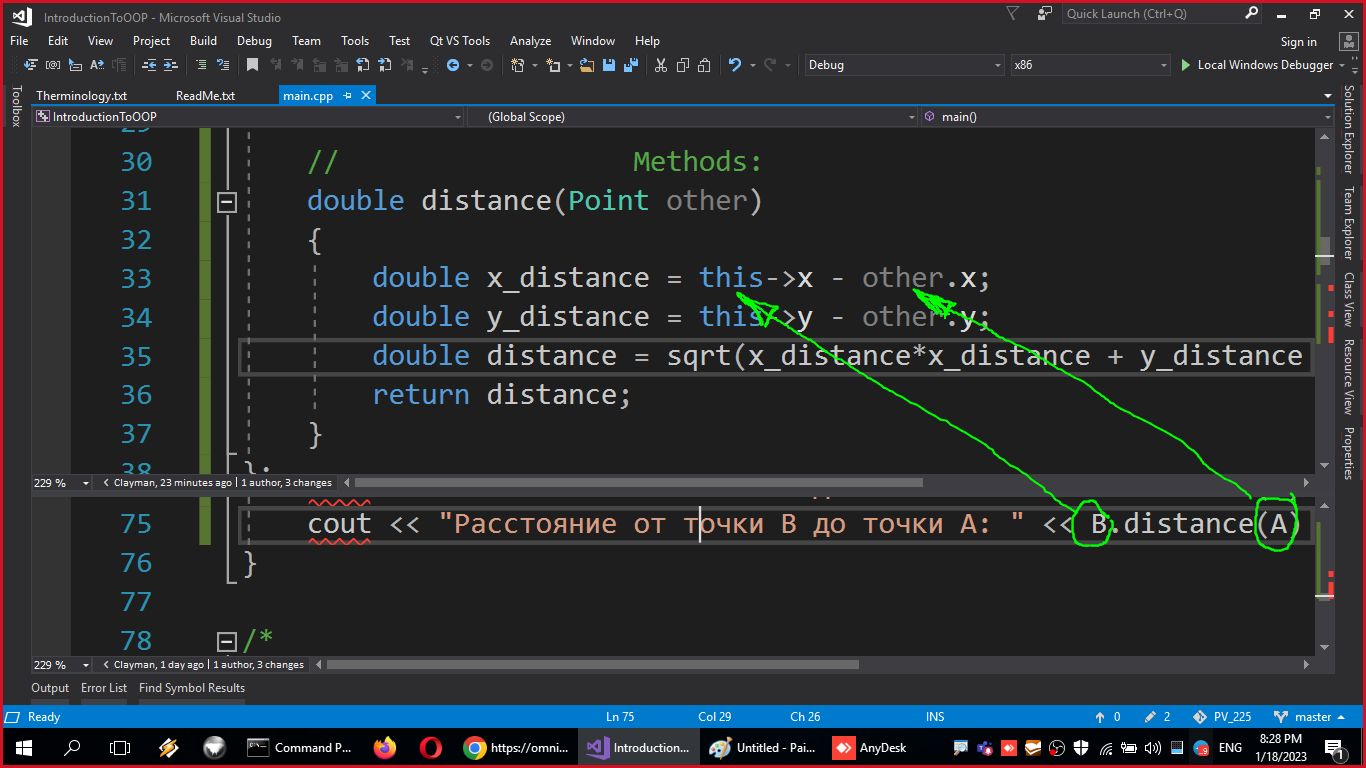 IntroductionToOOP - Microsoft Visual Studio
Quick Launch (Ctrl+Q)
File Edit View Project Build Debug Team Tools Test Qt VS Tools Analyze Window Help
Sign in
Debug x86 Local Windows Debugger
Toolbox
Therminology.txt ReadMe.txt main.cpp
IntroductionToOOP (Global Scope) main()
Solution Explorer
Team Explorer
Class View
Resource View
Properties
29
30 // Methods:
31 double distance(Point other)
32 {
33 double x_distance = this->x - other.x;
34 double y_distance = this->y - other.y;
35 double distance = sqrt(x_distance*x_distance + y_distance
36 return distance;
37 }
38 };
229 % Clayman, 23 minutes ago | 1 author, 3 changes
75 cout << "Расстояние от точки B до точки A: " << B.distance(A)
76 }
77
78 /*
229 % Clayman, 1 day ago | 1 author, 3 changes
Output Error List Find Symbol Results
Ready Ln 75 Col 29 Ch 26 INS 0 2 PV_225 master
Command P... https://omni... Introduction... Untitled - Pai... AnyDesk ENG 8:28 PM
1/18/2023
1